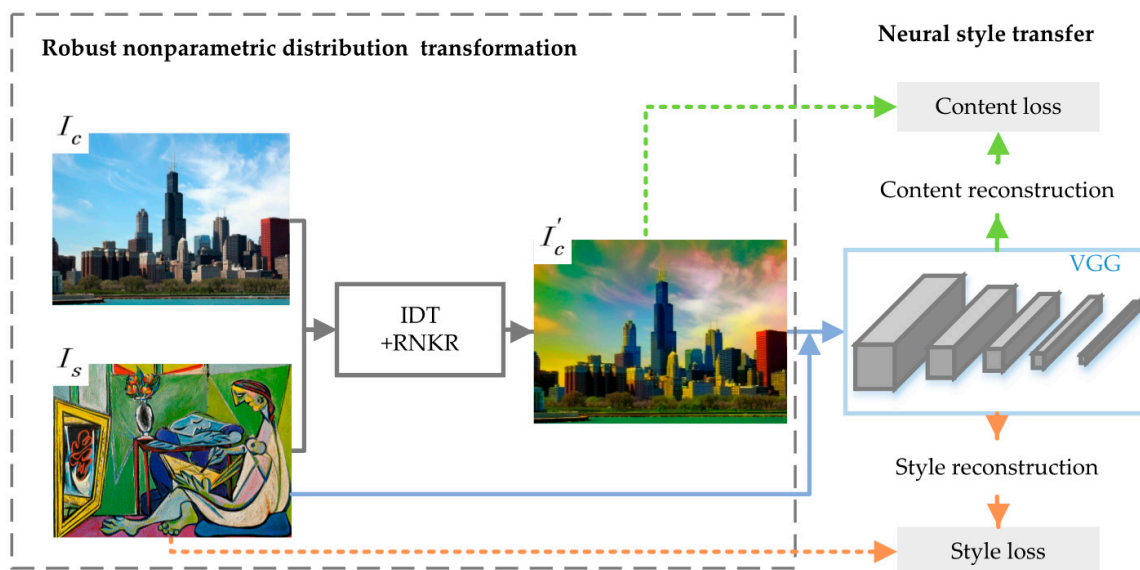 Robust nonparametric distribution transformation
Neural style transfer
Content loss
I_c
Content reconstruction
I'_c
VGG
IDT
+RNKR
I_s
Style reconstruction
Style loss